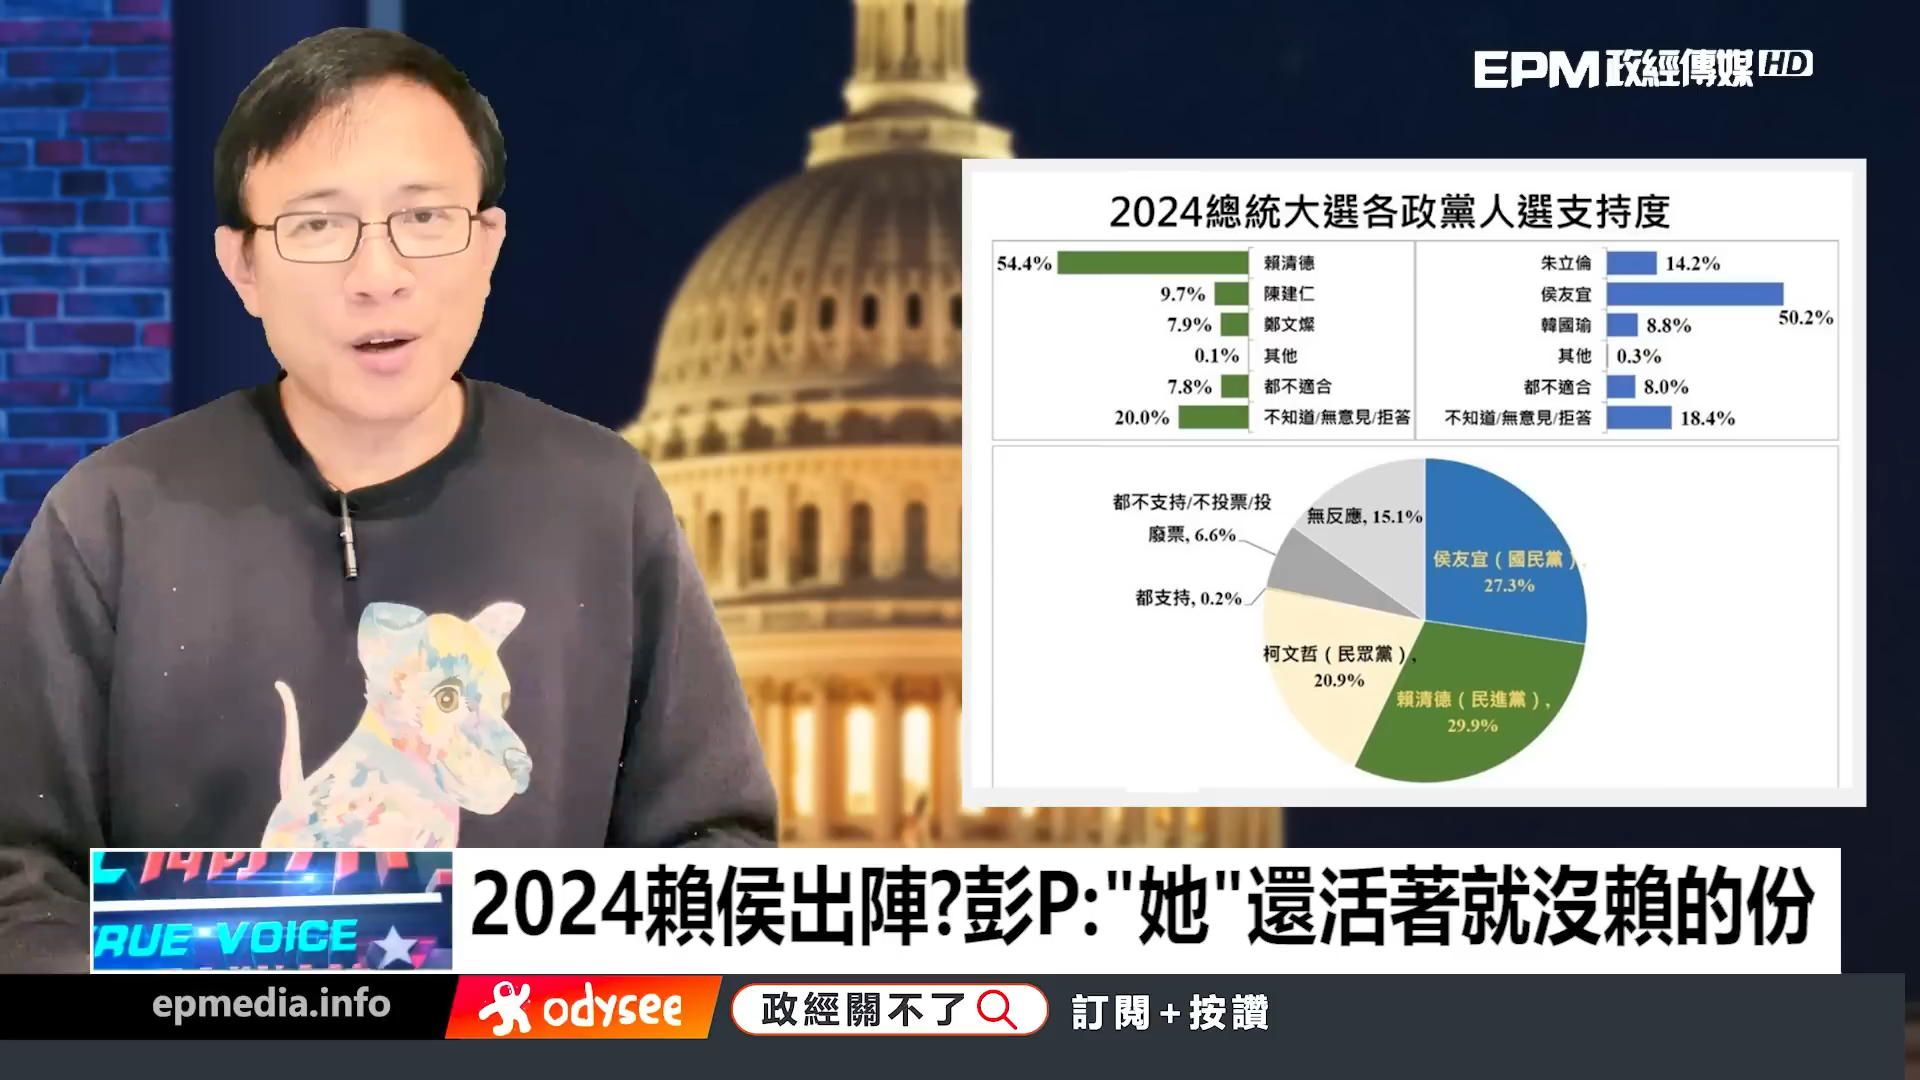 EPM政經傳媒HD
2024總統大選各政黨人選支持度
54.4% 賴清德
9.7% 陳建仁
7.9% 鄭文燦
0.1% 其他
7.8% 都不適合
20.0% 不知道/無意見/拒答
朱立倫 14.2%
侯友宜 50.2%
韓國瑜 8.8%
其他 0.3%
都不適合 8.0%
不知道/無意見/拒答 18.4%
都不支持/不投票/投
廢票, 6.6%
無反應, 15.1%
侯友宜（國民黨）,
27.3%
都支持, 0.2%
柯文哲（民眾黨）,
20.9%
賴清德（民進黨）,
29.9%
RUE VOICE
2024賴侯出陣?彭P:"她"還活著就沒賴的份
epmedia.info
odysee
政經關不了
訂閱+按讚